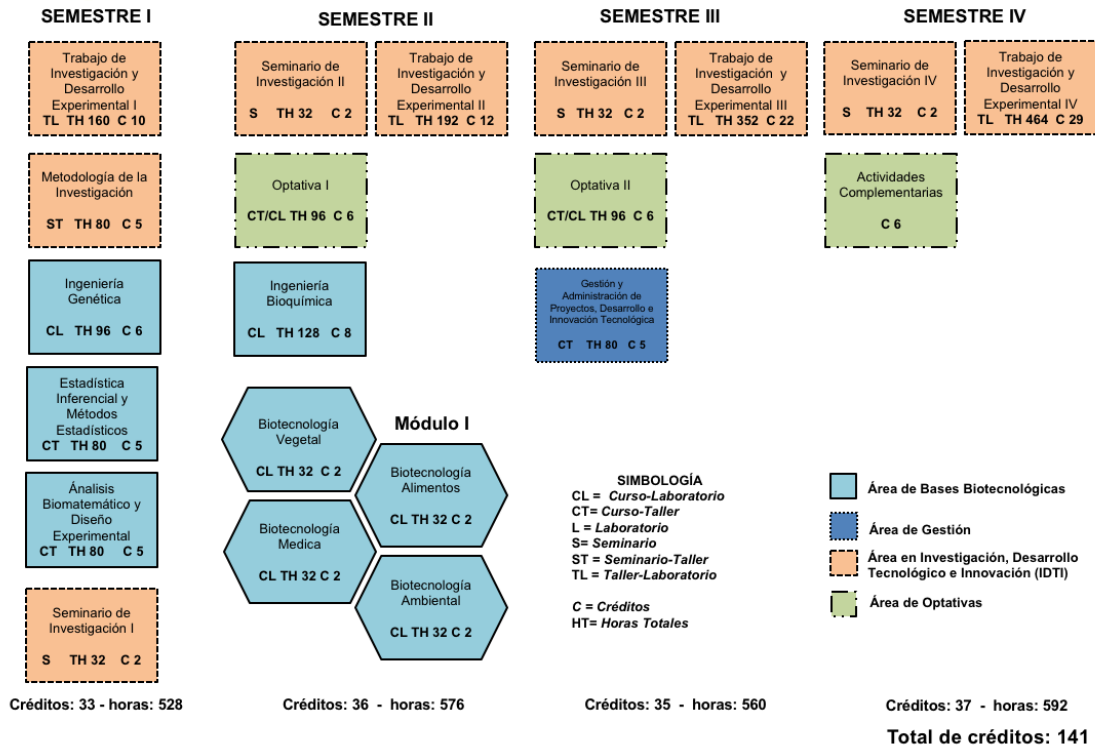 SEMESTRE I
Trabajo de
Investigación y
Desarrollo
Experimental I
TL TH 160 C 10
Metodología de la
Investigación
ST TH 80 C 5
Ingeniería
Genética
CL TH 96 C 6
Estadística
Inferencial y
Métodos
Estadísticos
CT TH 80 C 5
Ánalisis
Biomatemático y
Diseño
Experimental
CT TH 80 C 5
Seminario de
Investigación I
S TH 32 C 2
Créditos: 33 - horas: 528
SEMESTRE II
Seminario de
Investigación II
S TH 32 C 2
Trabajo de
Investigación y
Desarrollo
Experimental II
TL TH 192 C 12
Optativa I
CT/CL TH 96 C 6
Ingeniería
Bioquímica
CL TH 128 C 8
Módulo I
Biotecnología
Vegetal
CL TH 32 C 2
Biotecnología
Alimentos
CL TH 32 C 2
Biotecnología
Medica
CL TH 32 C 2
Biotecnología
Ambiental
CL TH 32 C 2
Créditos: 36 - horas: 576
SEMESTRE III
Seminario de
Investigación III
S TH 32 C 2
Trabajo de
Investigación y
Desarrollo
Experimental III
TL TH 352 C 22
Optativa II
CT/CL TH 96 C 6
Gestión y
Administración de
Proyectos, Desarrollo e
Innovación Tecnológica
CT TH 80 C 5
SIMBOLOGÍA
CL = Curso-Laboratorio
CT= Curso-Taller
L = Laboratorio
S= Seminario
ST = Seminario-Taller
TL = Taller-Laboratorio
C = Créditos
HT= Horas Totales
Créditos: 35 - horas: 560
SEMESTRE IV
Seminario de
Investigación IV
S TH 32 C 2
Trabajo de
Investigación y
Desarrollo
Experimental IV
TL TH 464 C 29
Actividades
Complementarias
C 6
Área de Bases Biotecnológicas
Área de Gestión
Área en Investigación, Desarrollo
Tecnológico e Innovación (IDTI)
Área de Optativas
Créditos: 37 - horas: 592
Total de créditos: 141